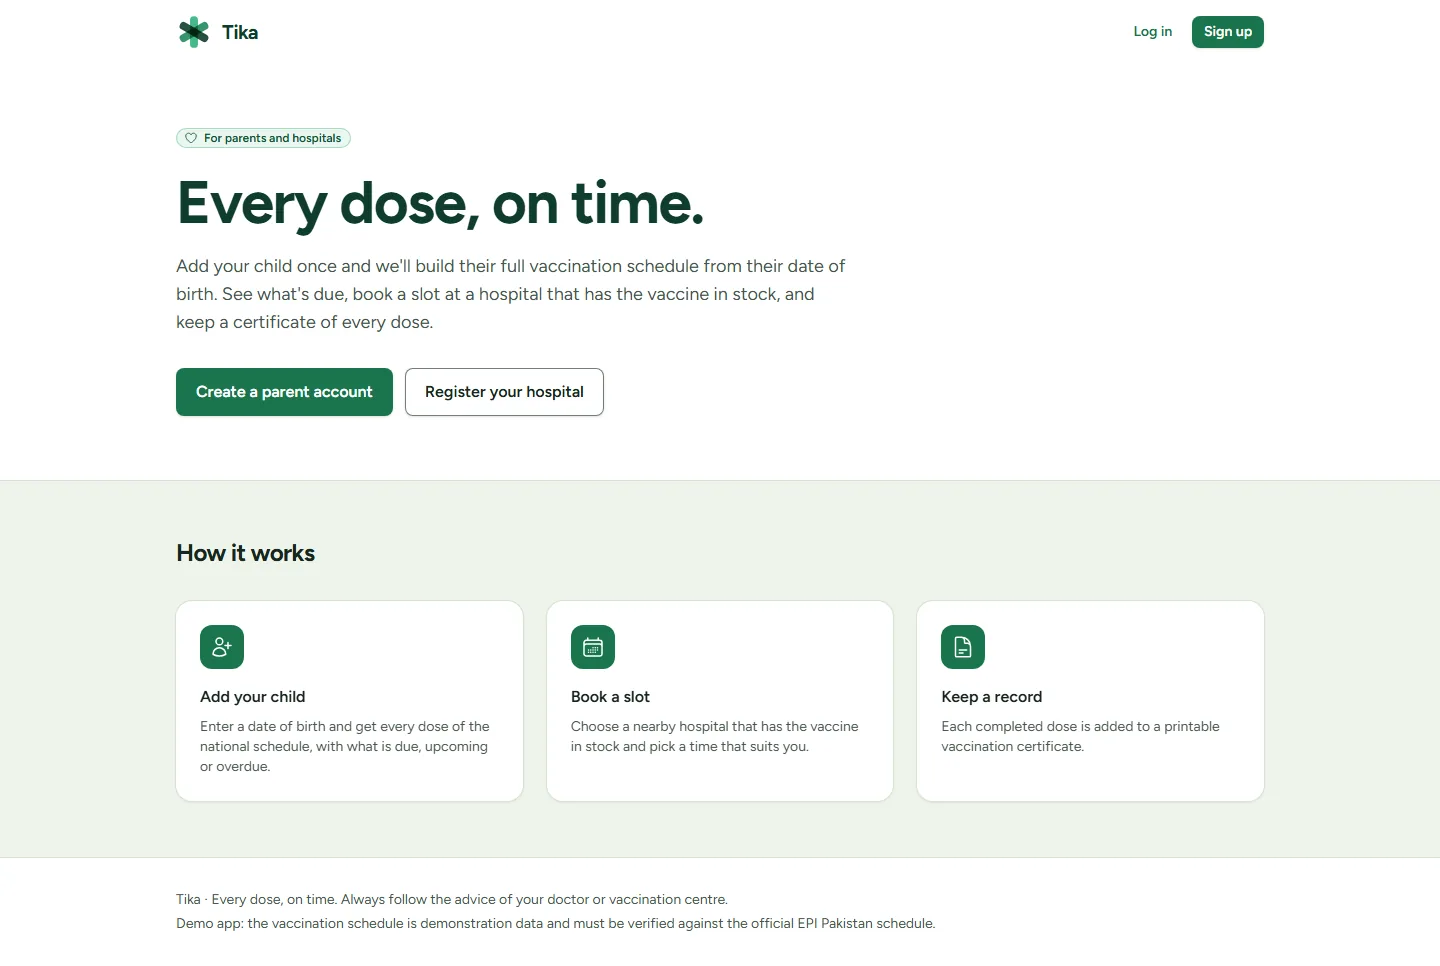 Tika
Log in
Sign up
For parents and hospitals
Every dose, on time.
Add your child once and we'll build their full vaccination schedule from their date of
birth. See what's due, book a slot at a hospital that has the vaccine in stock, and
keep a certificate of every dose.
Create a parent account
Register your hospital
How it works
Add your child
Enter a date of birth and get every dose of the
national schedule, with what is due, upcoming
or overdue.
Book a slot
Choose a nearby hospital that has the vaccine
in stock and pick a time that suits you.
Keep a record
Each completed dose is added to a printable
vaccination certificate.
Tika · Every dose, on time. Always follow the advice of your doctor or vaccination centre.
Demo app: the vaccination schedule is demonstration data and must be verified against the official EPI Pakistan schedule.